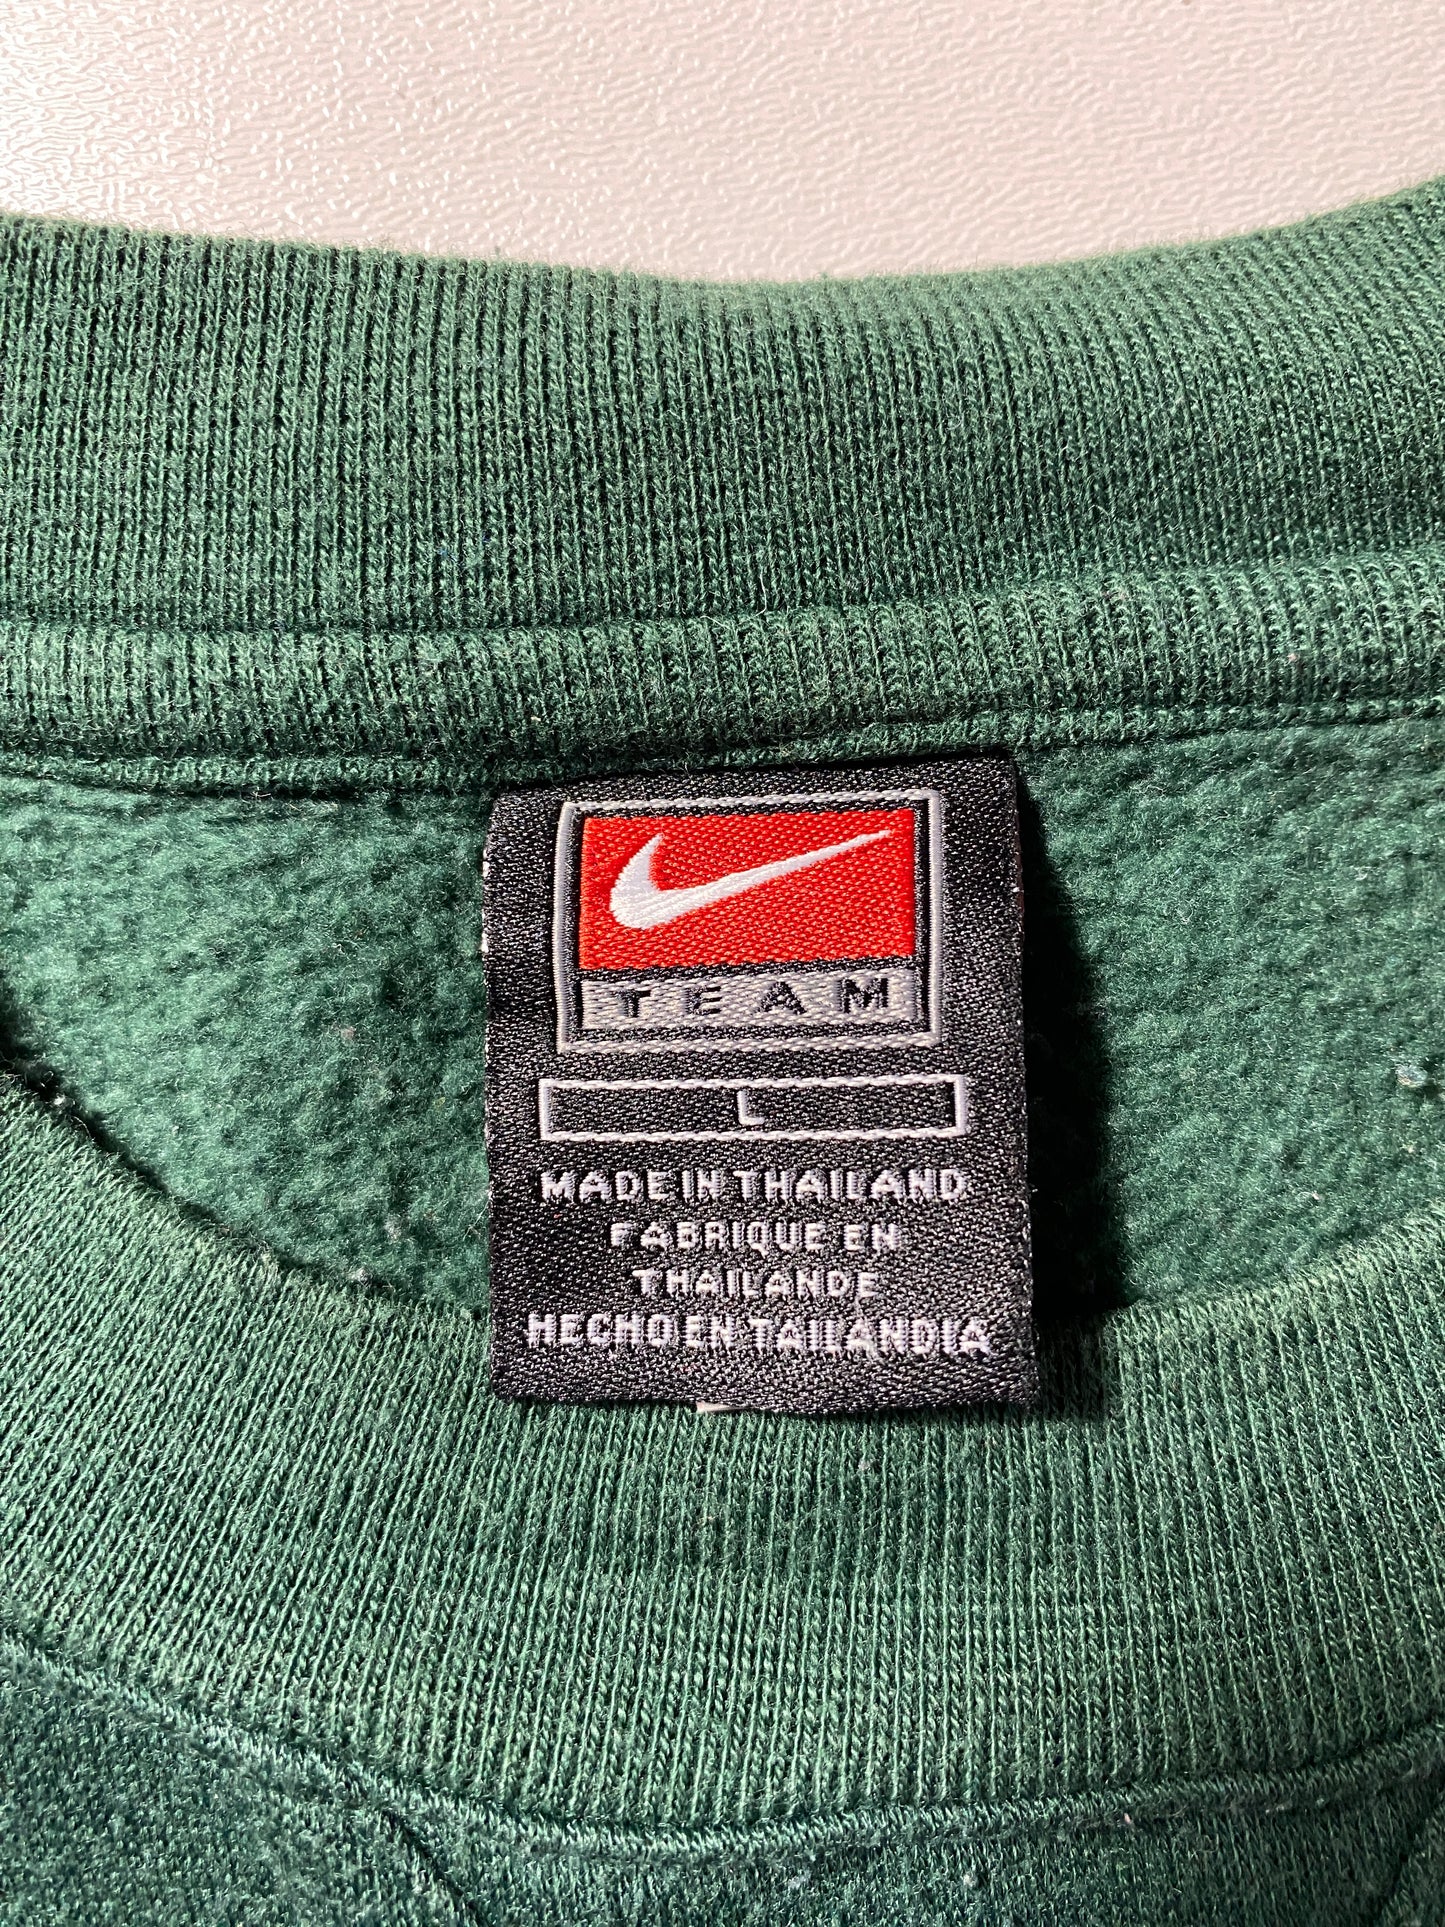 TEAM
L
MADE IN THAILAND
FABRIQUE EN
THAILANDE
HECHO EN TAILANDIA